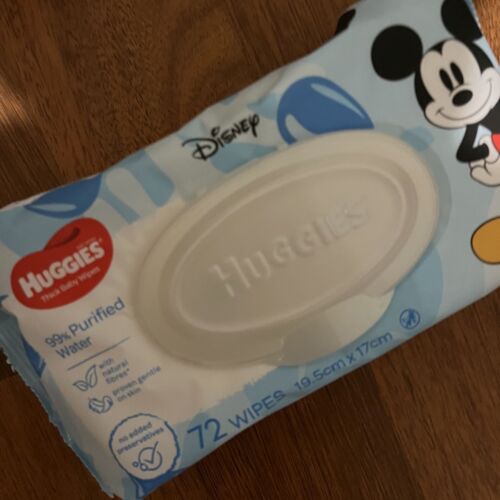 Disney
HUGGIES®
Thick Baby Wipes
HUGGIES
99% Purified
Water
with
natural
fibres*
proven gentle
on skin
no added
preservatives
72 WIPES 19.5cm x 17cm